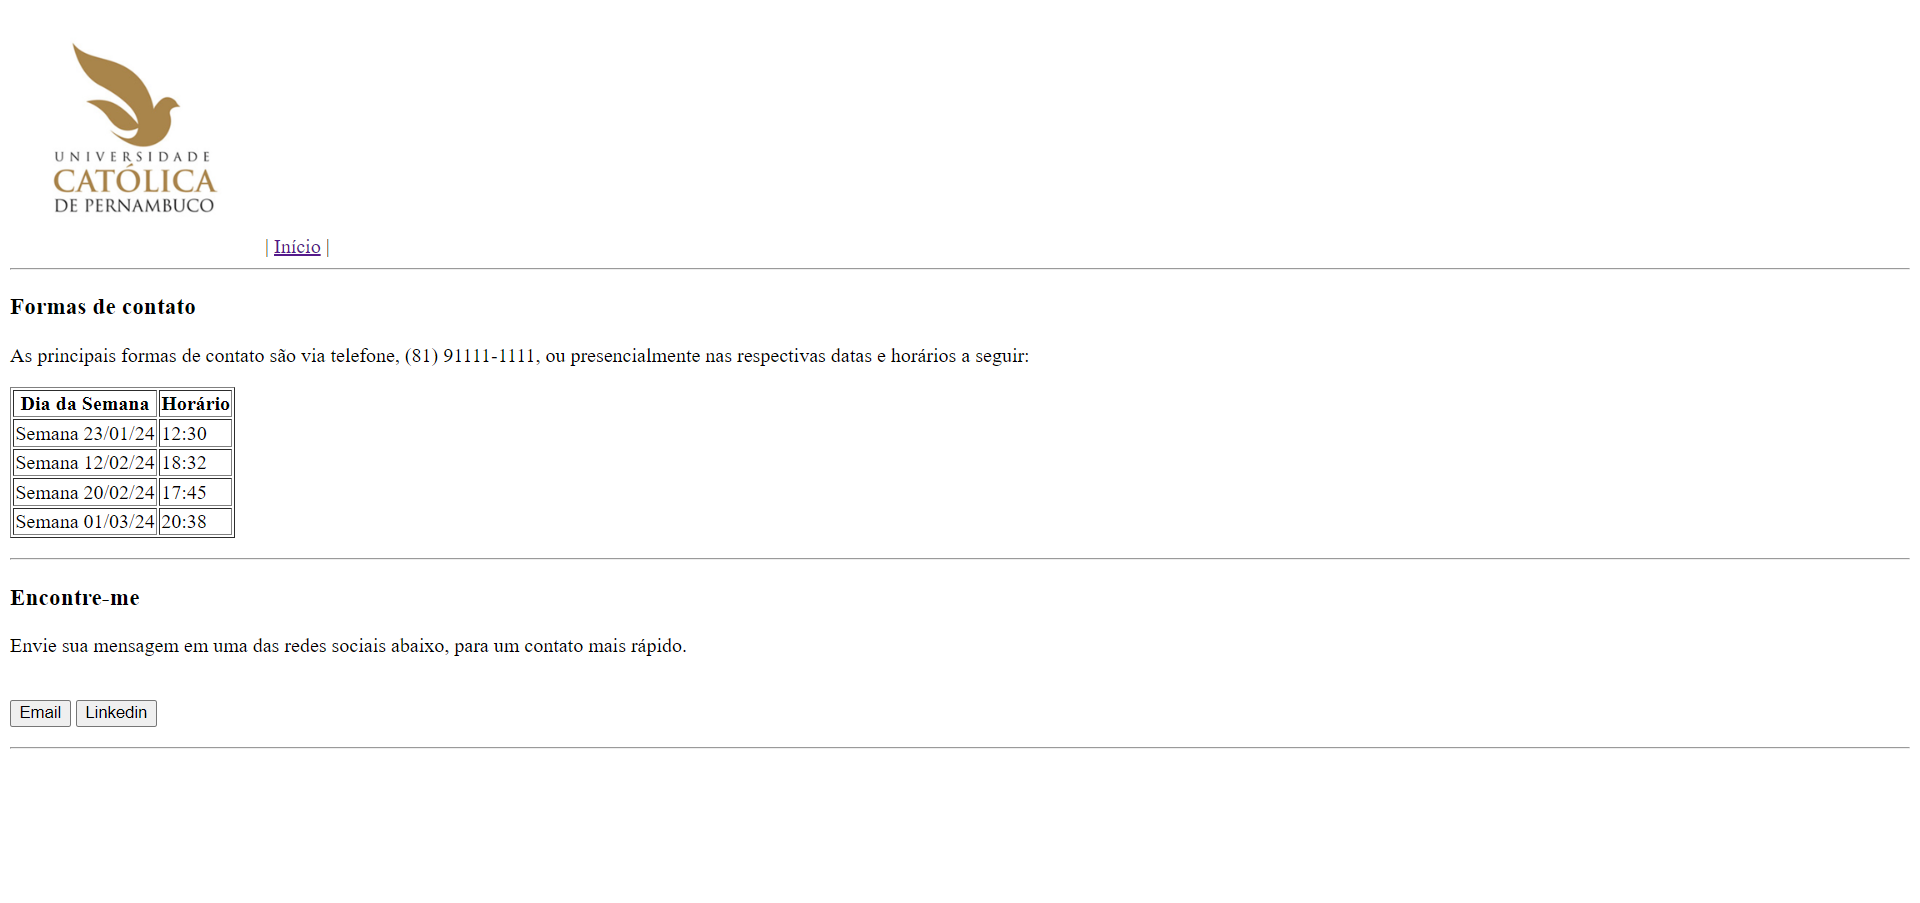 UNIVERSIDADE
CATÓLICA
DE PERNAMBUCO
| Início |
Formas de contato
As principais formas de contato são via telefone, (81) 91111-1111, ou presencialmente nas respectivas datas e horários a seguir:
Dia da Semana Horário
Semana 23/01/24 12:30
Semana 12/02/24 18:32
Semana 20/02/24 17:45
Semana 01/03/24 20:38
Encontre-me
Envie sua mensagem em uma das redes sociais abaixo, para um contato mais rápido.
Email Linkedin